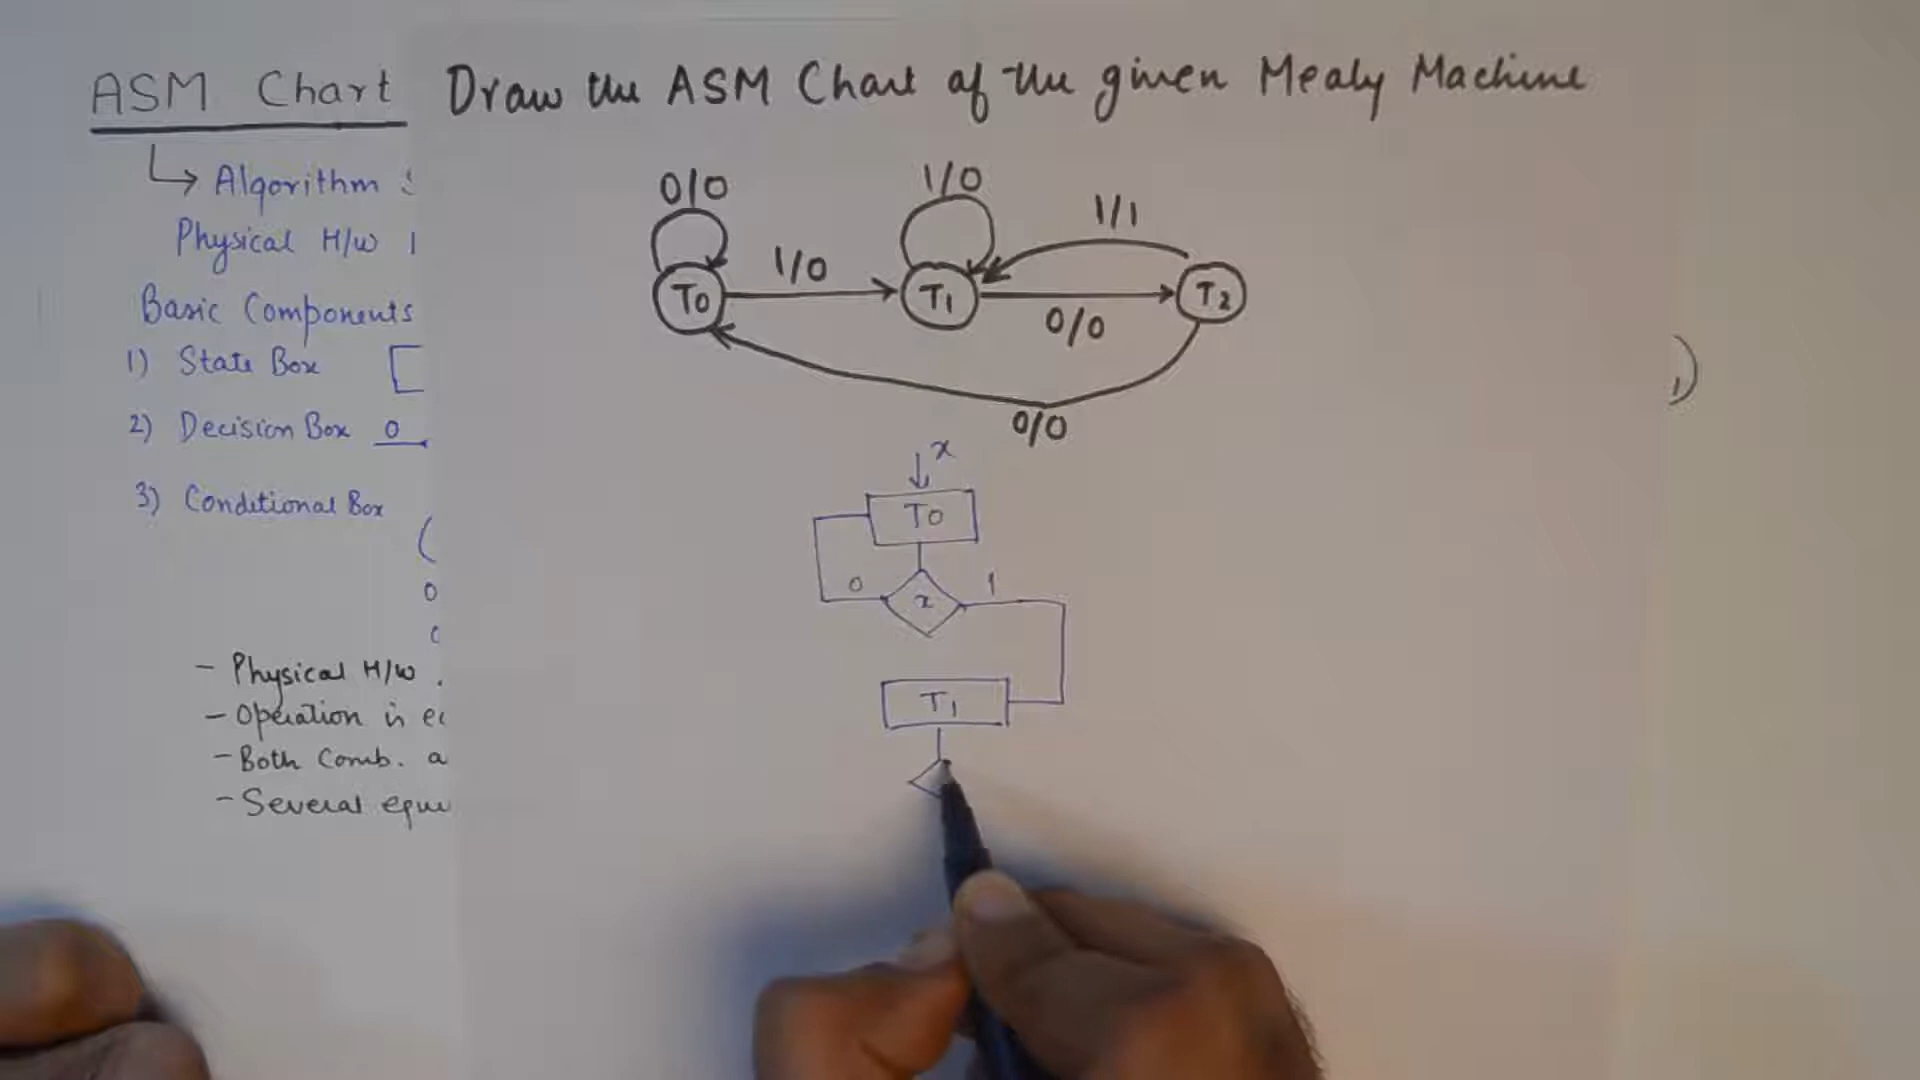 ASM Chart
Draw the ASM Chart of the given Mealy Machine
Algorithm
Physical H/w
Basic Components
1) State Box
2) Decision Box 0
3) Conditional Box
(
0
- Physical H/w
- Operation is
- Both Comb. a
- Several
0/0
1/0
1/0
1/1
T0
T1
T2
0/0
0/0
x
T0
0
x
1
T1
)